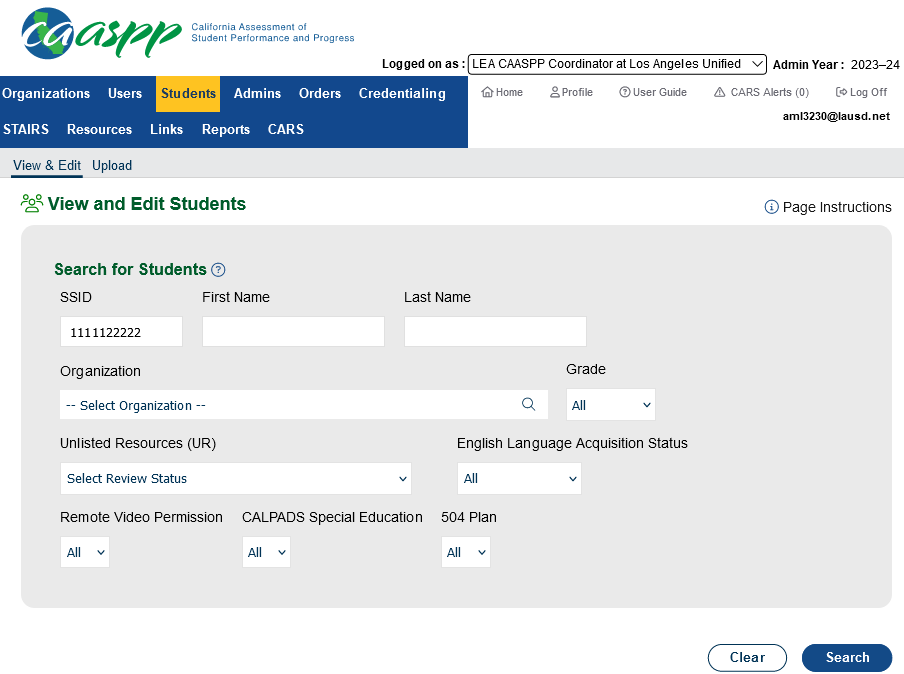 caaspp California Assessment of
Student Performance and Progress
Logged on as : LEA CAASPP Coordinator at Los Angeles Unified Admin Year : 2023–24
Organizations Users Students Admins Orders Credentialing
Home Profile User Guide CARS Alerts (0) Log Off
aml3230@lausd.net
STAIRS Resources Links Reports CARS
View & Edit Upload
View and Edit Students
Page Instructions
Search for Students
SSID First Name Last Name
1111122222
Organization Grade
-- Select Organization -- All
Unlisted Resources (UR) English Language Acquisition Status
Select Review Status All
Remote Video Permission CALPADS Special Education 504 Plan
All All All
Clear Search